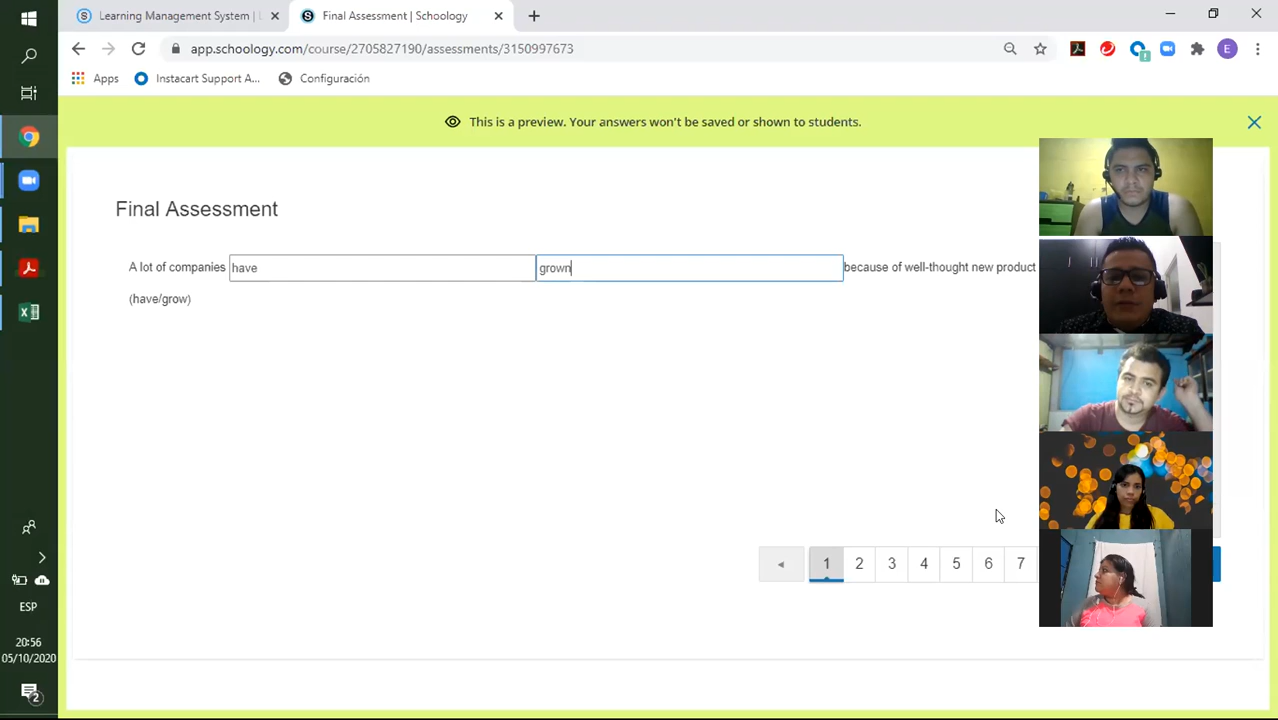 Learning Management System | L
Final Assessment | Schoology
app.schoology.com/course/2705827190/assessments/3150997673
E
Apps
Instacart Support A...
Configuración
This is a preview. Your answers won't be saved or shown to students.
Final Assessment
A lot of companies have grown because of well-thought new product
(have/grow)
1 2 3 4 5 6 7
ESP
20:56
05/10/2020
2